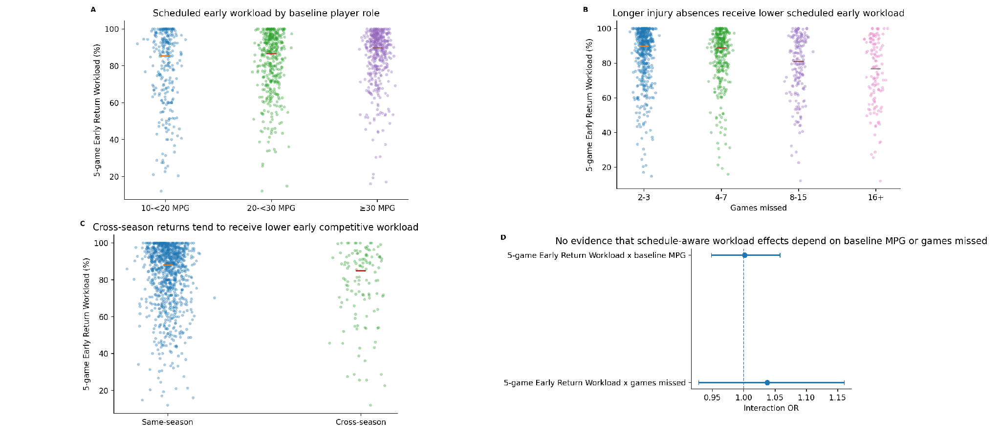 A
Scheduled early workload by baseline player role
5-game Early Return Workload (%)
100
80
60
40
20
10-<20 MPG
20-<30 MPG
≥30 MPG
B
Longer injury absences receive lower scheduled early workload
5-game Early Return Workload (%)
100
80
60
40
20
2-3
4-7
8-15
16+
Games missed
C
Cross-season returns tend to receive lower early competitive workload
5-game Early Return Workload (%)
100
80
60
40
20
Same-season
Cross-season
D
No evidence that schedule-aware workload effects depend on baseline MPG or games missed
5-game Early Return Workload x baseline MPG
5-game Early Return Workload x games missed
0.95
1.00
1.05
1.10
1.15
Interaction OR